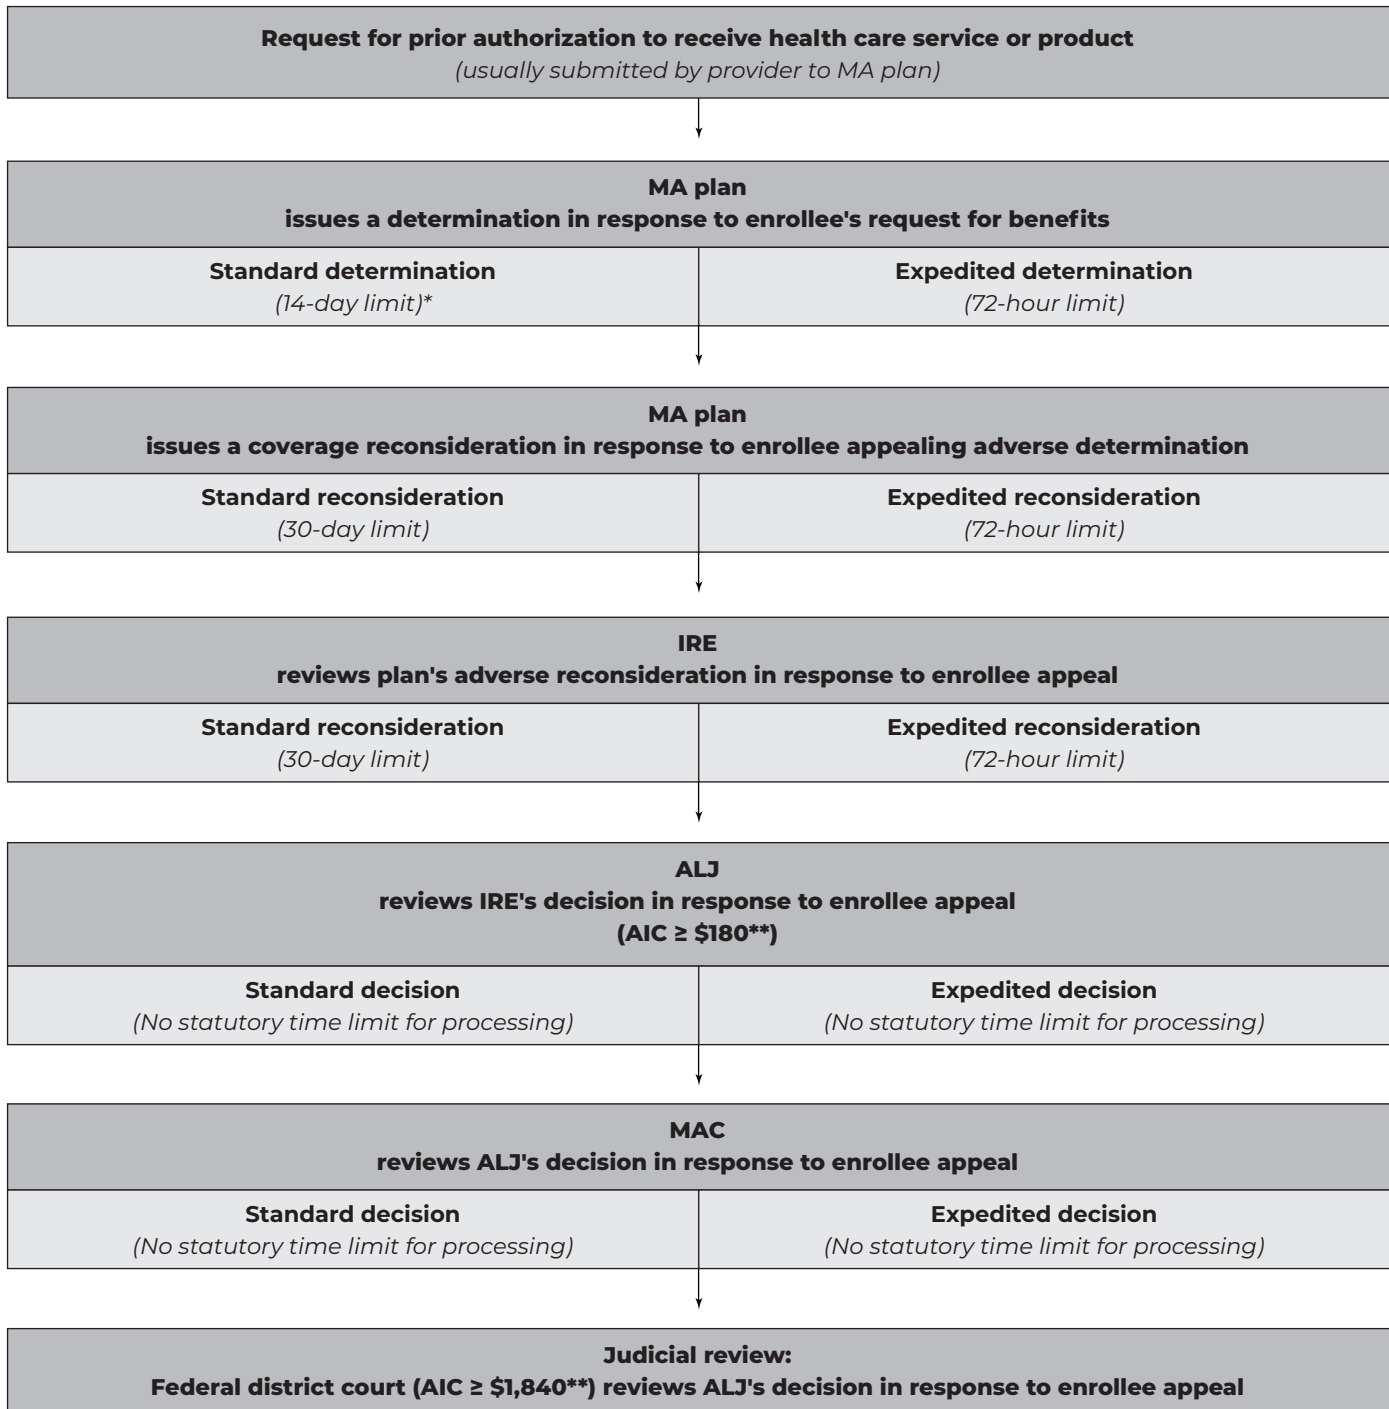 Request for prior authorization to receive health care service or product
(usually submitted by provider to MA plan)
MA plan
issues a determination in response to enrollee's request for benefits
Standard determination
(14-day limit)*
Expedited determination
(72-hour limit)
MA plan
issues a coverage reconsideration in response to enrollee appealing adverse determination
Standard reconsideration
(30-day limit)
Expedited reconsideration
(72-hour limit)
IRE
reviews plan's adverse reconsideration in response to enrollee appeal
Standard reconsideration
(30-day limit)
Expedited reconsideration
(72-hour limit)
ALJ
reviews IRE's decision in response to enrollee appeal
(AIC ≥ $180**)
Standard decision
(No statutory time limit for processing)
Expedited decision
(No statutory time limit for processing)
MAC
reviews ALJ's decision in response to enrollee appeal
Standard decision
(No statutory time limit for processing)
Expedited decision
(No statutory time limit for processing)
Judicial review:
Federal district court (AIC ≥ $1,840**) reviews ALJ's decision in response to enrollee appeal